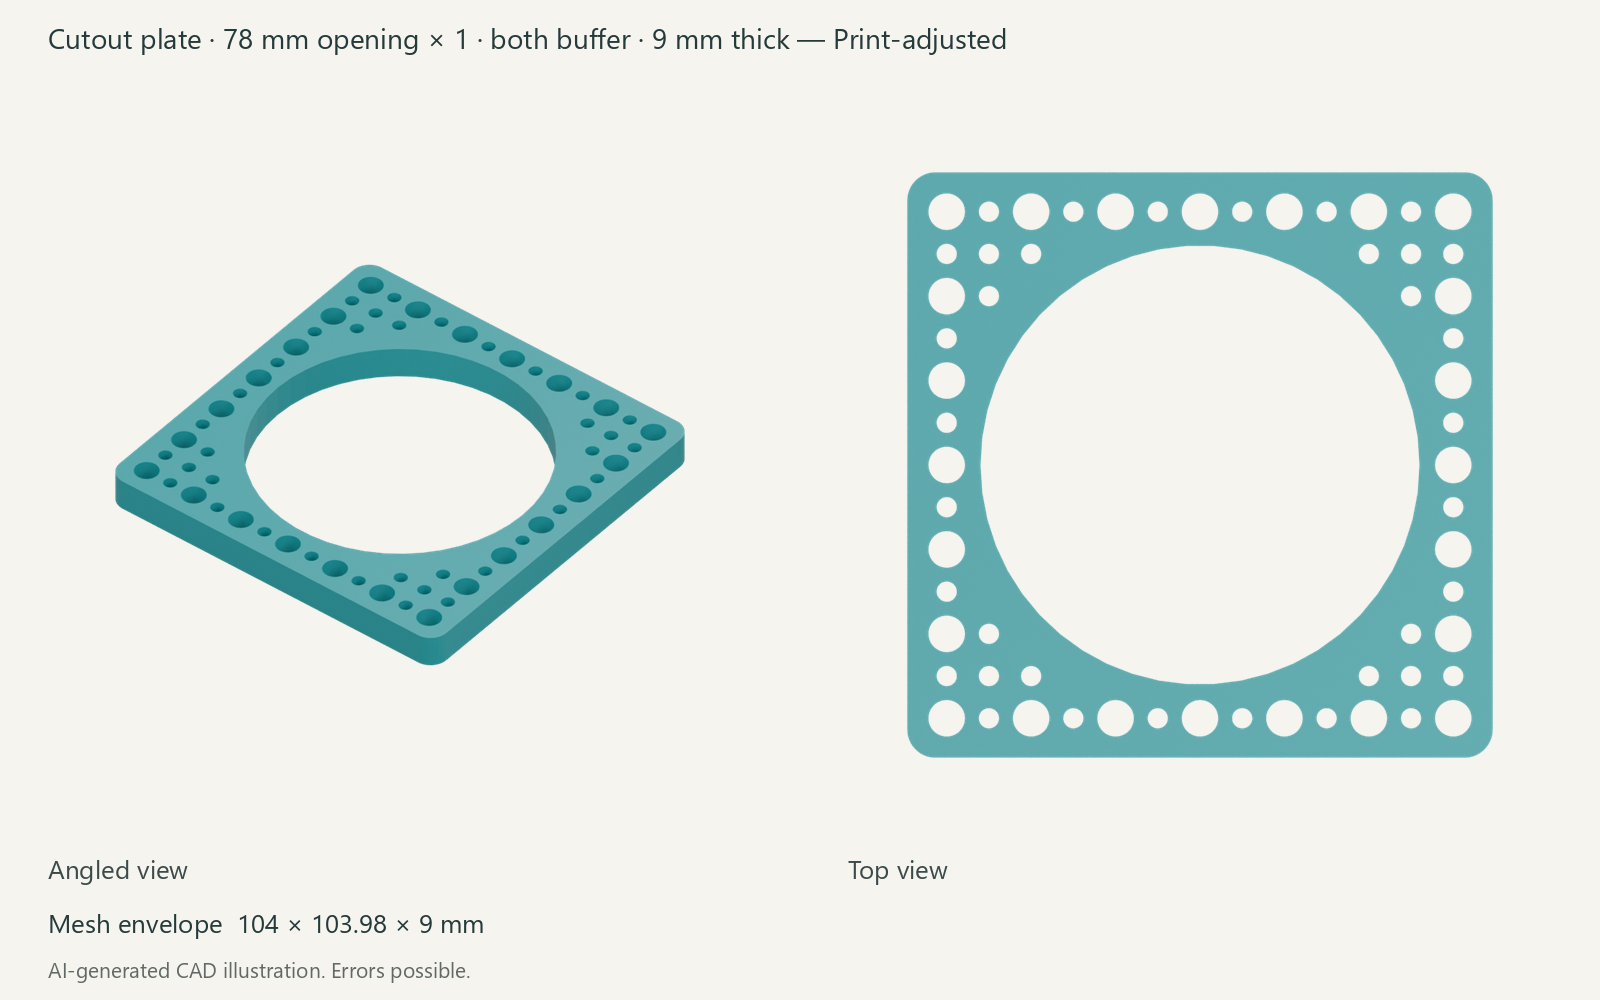 Cutout plate · 78 mm opening × 1 · both buffer · 9 mm thick — Print-adjusted
Angled view
Top view
Mesh envelope 104 × 103.98 × 9 mm
AI-generated CAD illustration. Errors possible.